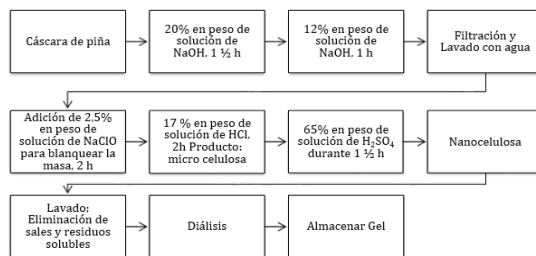 Cáscara de piña
20% en peso de
solución de
NaOH, 1 ½ h
12% en peso de
solución de
NaOH, 1 h
Filtración y
Lavado con agua
Adición de 2,5%
en peso de
solución de NaClO
para blanquear la
masa, 2 h
17 % en peso de
solución de HCl,
2h Producto:
micro celulosa
65% en peso de
solución de H₂SO₄
durante 1 ½ h
Nanocelulosa
Lavado;
Eliminación de
sales y residuos
solubles
Diálisis
Almacenar Gel